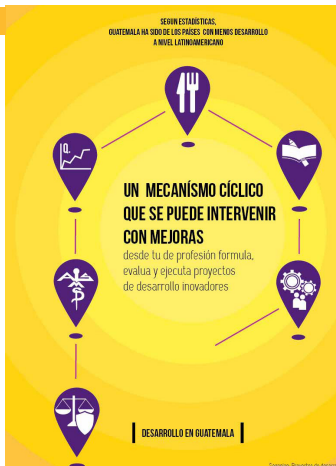 SEGUN ESTADÍSTICAS,
GUATEMALA HA SIDO DE LOS PAÍSES CON MENOS DESARROLLO
A NIVEL LATINOAMERICANO
Q.
UN MECANÍSMO CÍCLICO
QUE SE PUEDE INTERVENIR
CON MEJORAS
desde tu de profesión formula,
evalua y ejecuta proyectos
de desarrollo inovadores
DESARROLLO EN GUATEMALA